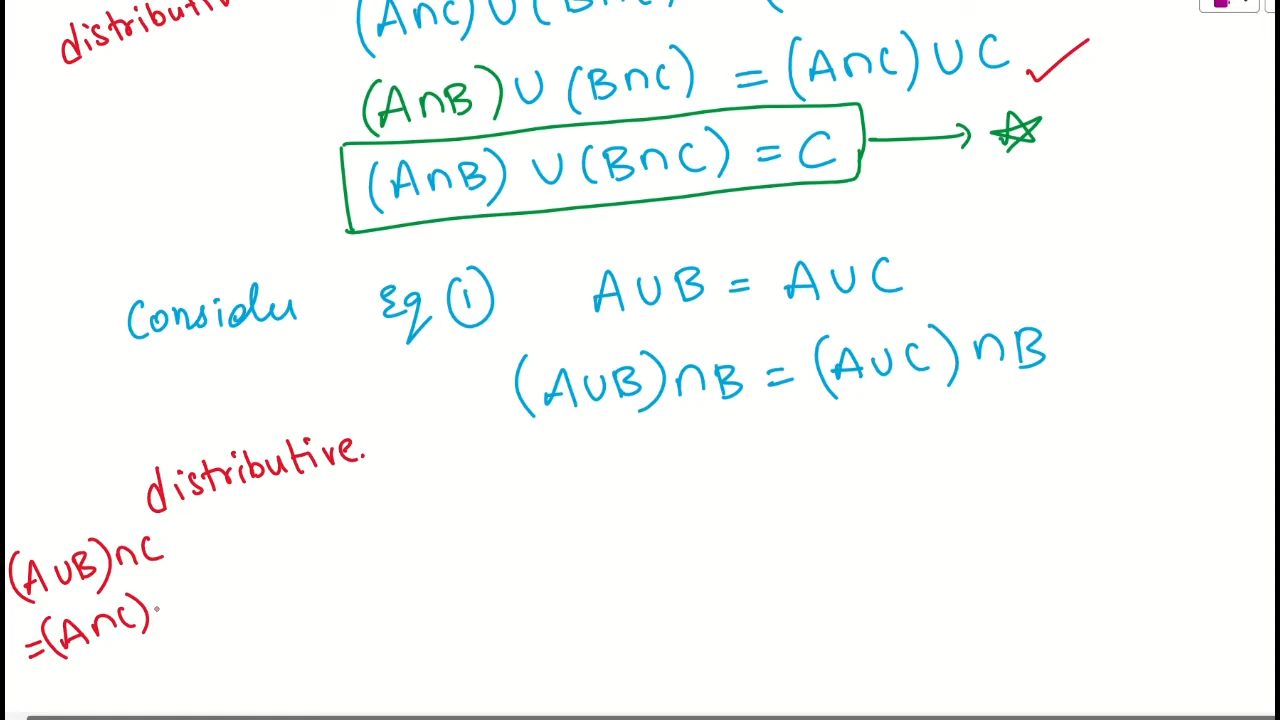 distributiv
(A∩C) ∪ (B∩C)
(A∩B) ∪ (B∩C) = (A∩C) ∪ C ✓
(A∩B) ∪ (B∩C) = C → ☆
Consider Eq ① A∪B = A∪C
(A∪B)∩B = (A∪C)∩B
distributive.
(A∪B)∩C
=(A∩C)